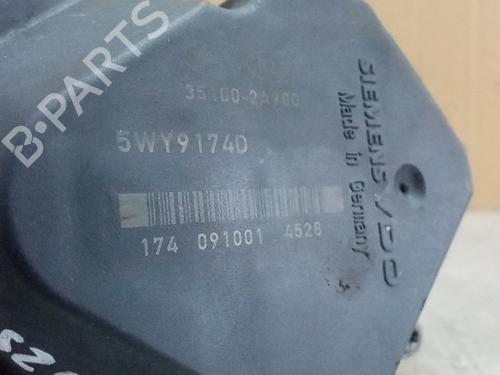 B-PARTS
35100-2A900
5WY9174D
174 091001 4528
SIEMENS VDO
Made in Germany